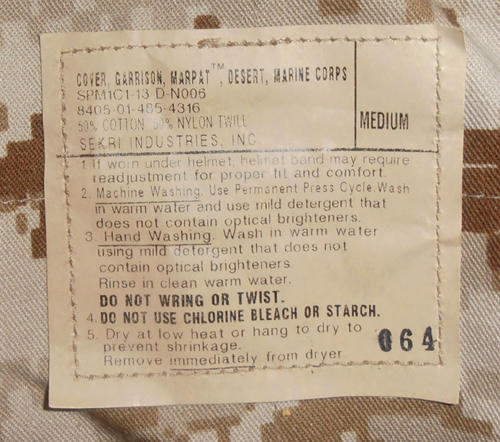 COVER, GARRISON, MARPAT™, DESERT, MARINE CORPS
SPM1C1-13-D-N006
8405-01-485-4316
50% COTTON 50% NYLON TWILL
SEKRI INDUSTRIES, INC
MEDIUM
1. If worn under helmet, helmet band may require
readjustment for proper fit and comfort.
2. Machine Washing. Use Permanent Press Cycle. Wash
in warm water and use mild detergent that
does not contain optical brighteners.
3. Hand Washing. Wash in warm water
using mild detergent that does not
contain optical brighteners.
Rinse in clean warm water.
DO NOT WRING OR TWIST.
4. DO NOT USE CHLORINE BLEACH OR STARCH.
5. Dry at low heat or hang to dry to
prevent shrinkage.
Remove immediately from dryer
064